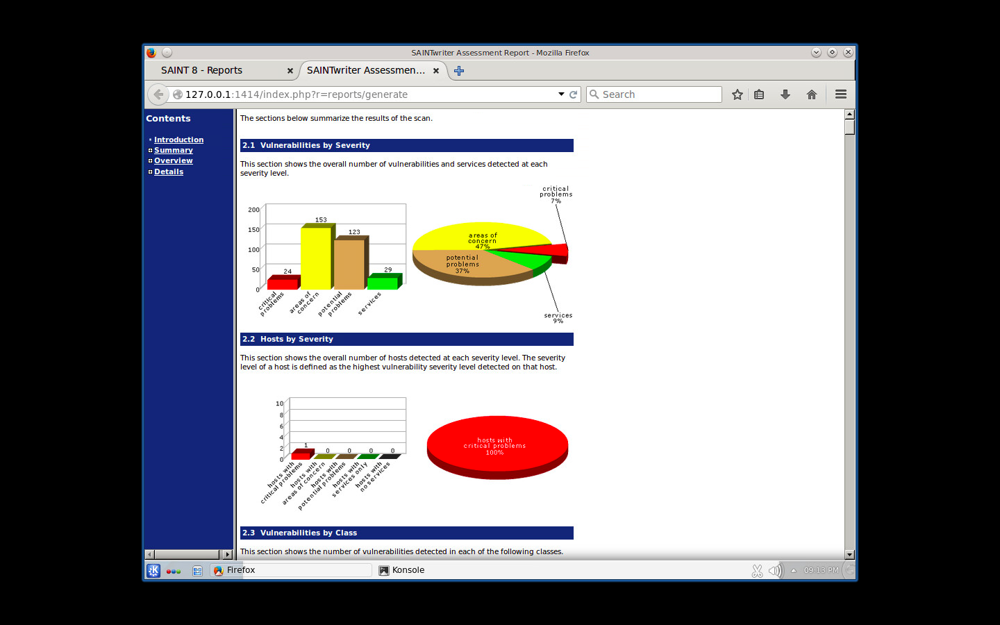 SAINTwriter Assessment Report - Mozilla Firefox
SAINT 8 - Reports
SAINTwriter Assessmen...
127.0.0.1:1414/index.php?r=reports/generate
Search
Contents
Introduction
Summary
Overview
Details
The sections below summarize the results of the scan.
2.1 Vulnerabilities by Severity
This section shows the overall number of vulnerabilities and services detected at each
severity level.
200
150
100
50
0
24
153
123
29
critical
problems
areas of
concern
potential
problems
services
critical
problems
7%
areas of
concern
47%
potential
problems
37%
services
9%
2.2 Hosts by Severity
This section shows the overall number of hosts detected at each severity level. The severity
level of a host is defined as the highest vulnerability severity level detected on that host.
10
8
6
4
2
0
1
0
0
0
0
hosts with
critical problems
hosts with
areas of concern
hosts with
potential problems
hosts with
services only
hosts with
no services
hosts with
critical problems
100%
2.3 Vulnerabilities by Class
This section shows the number of vulnerabilities detected in each of the following classes.
Firefox
Konsole
09:13 PM